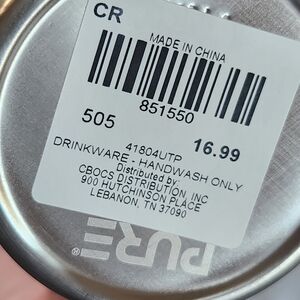 CR
MADE IN CHINA
851550
505
16.99
41804UTP
DRINKWARE - HANDWASH ONLY
Distributed by:
CBOCS DISTRIBUTION INC
900 HUTCHINSON PLACE
LEBANON, TN 37090
PURE®